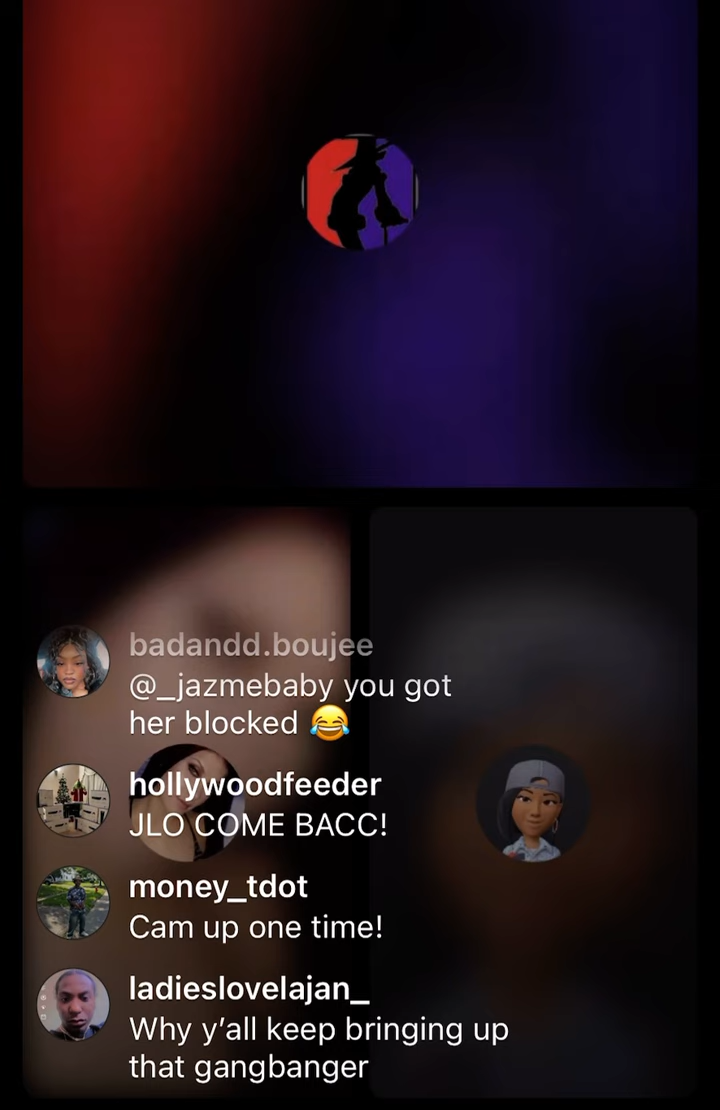 badandd.boujee
@_jazmebaby you got
her blocked 😂
hollywoodfeeder
JLO COME BACC!
money_tdot
Cam up one time!
ladieslovelajan_
Why y’all keep bringing up
that gangbanger